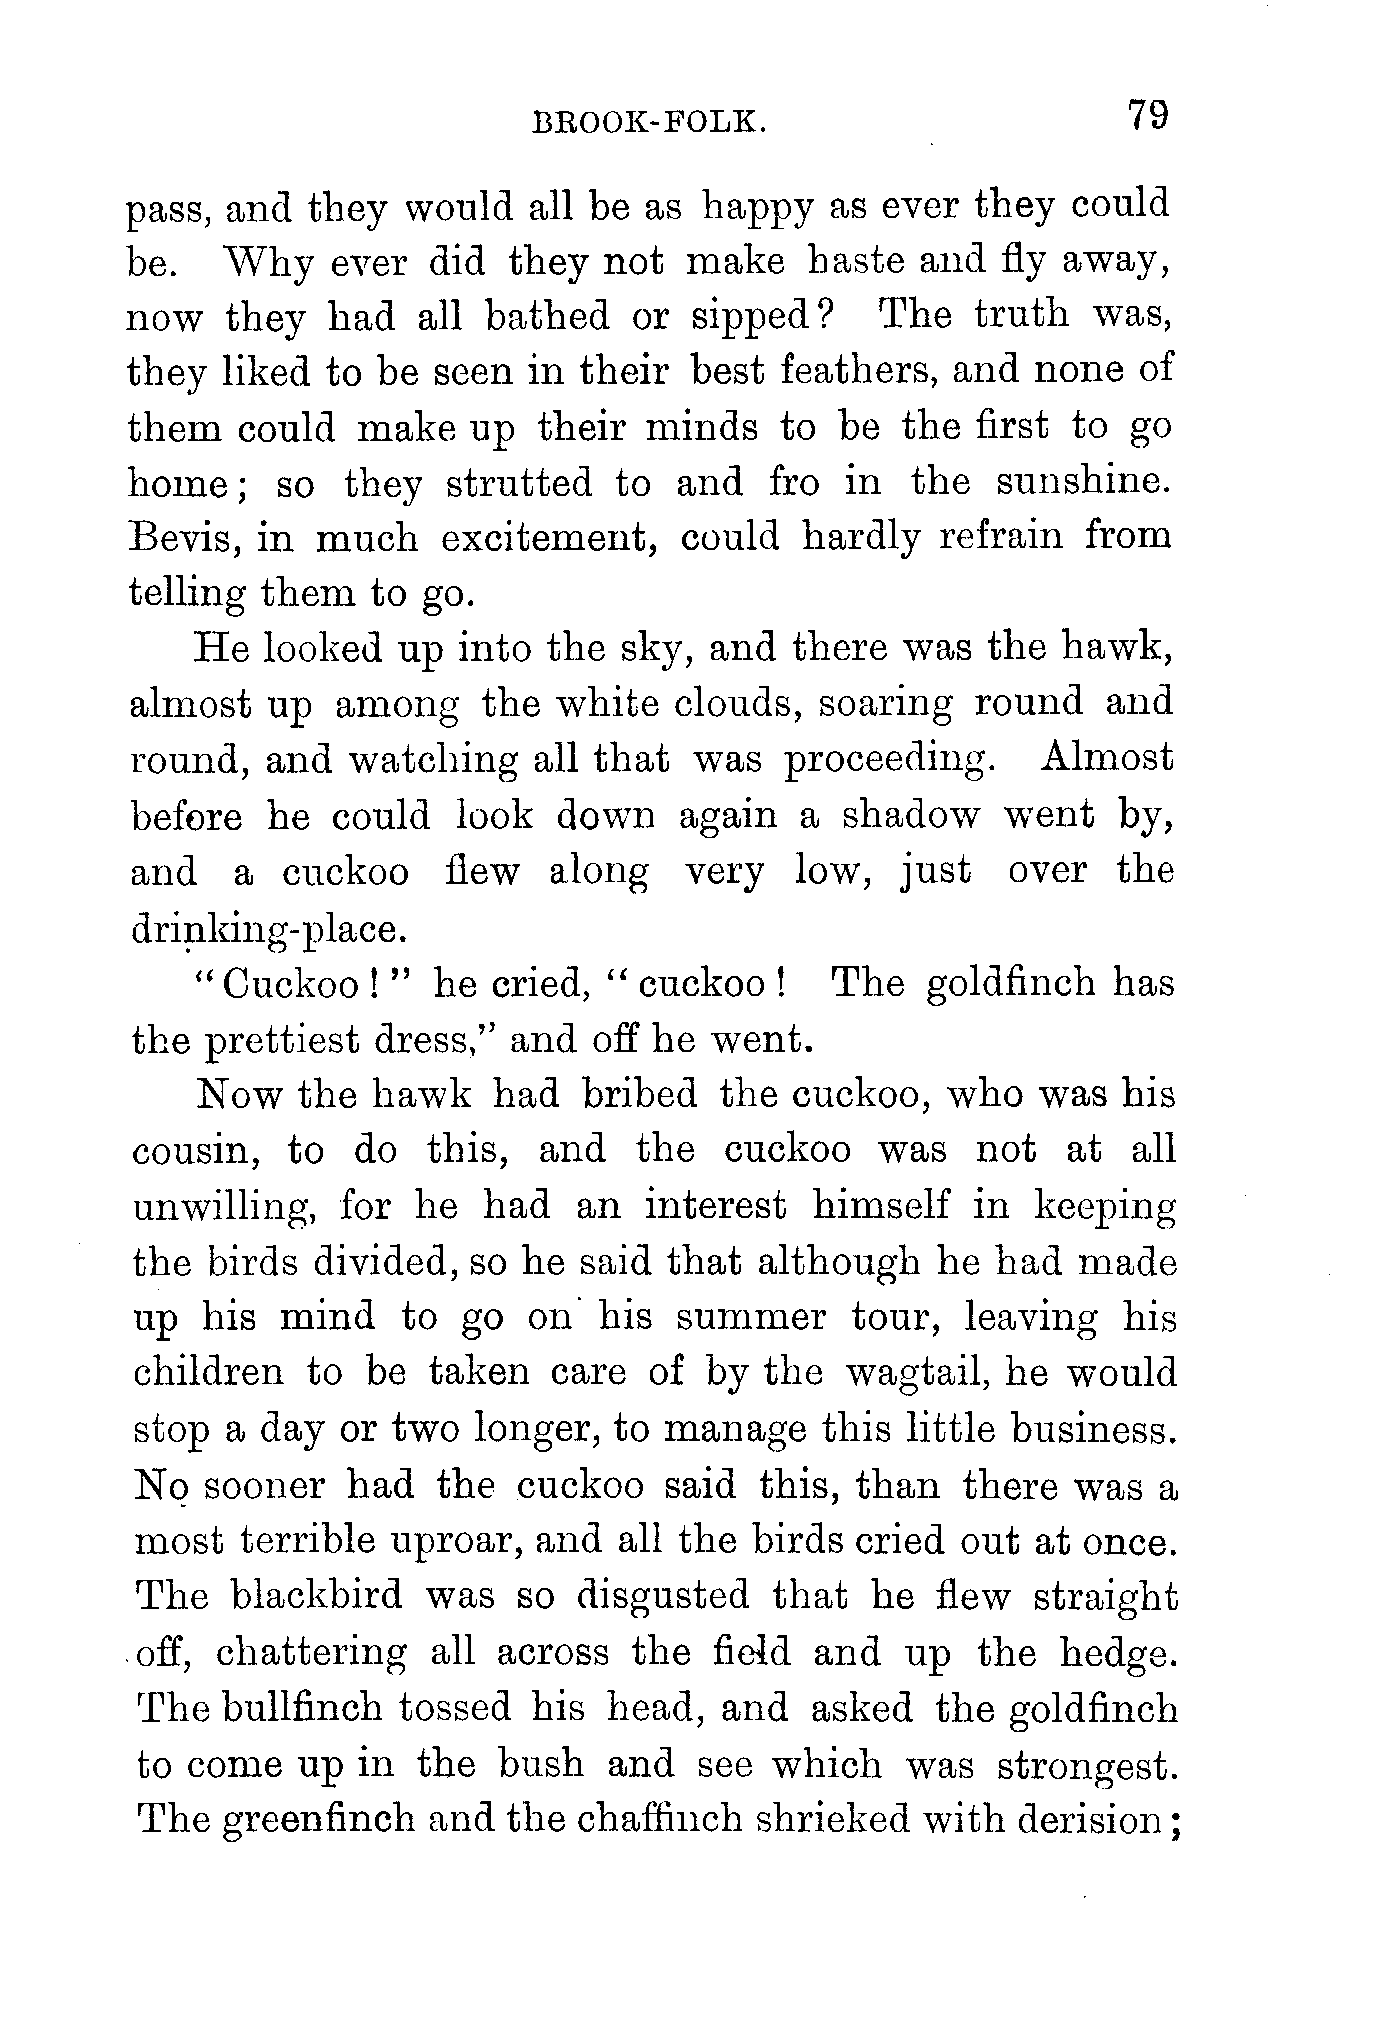 BROOK-FOLK. 79
pass, and they would all be as happy as ever they could
be. Why ever did they not make haste and fly away,
now they had all bathed or sipped? The truth was,
they liked to be seen in their best feathers, and none of
them could make up their minds to be the first to go
home; so they strutted to and fro in the sunshine.
Bevis, in much excitement, could hardly refrain from
telling them to go.
He looked up into the sky, and there was the hawk,
almost up among the white clouds, soaring round and
round, and watching all that was proceeding. Almost
before he could look down again a shadow went by,
and a cuckoo flew along very low, just over the
drinking-place.
“Cuckoo!” he cried, “cuckoo! The goldfinch has
the prettiest dress,” and off he went.
Now the hawk had bribed the cuckoo, who was his
cousin, to do this, and the cuckoo was not at all
unwilling, for he had an interest himself in keeping
the birds divided, so he said that although he had made
up his mind to go on his summer tour, leaving his
children to be taken care of by the wagtail, he would
stop a day or two longer, to manage this little business.
No sooner had the cuckoo said this, than there was a
most terrible uproar, and all the birds cried out at once.
The blackbird was so disgusted that he flew straight
off, chattering all across the field and up the hedge.
The bullfinch tossed his head, and asked the goldfinch
to come up in the bush and see which was strongest.
The greenfinch and the chaffinch shrieked with derision;